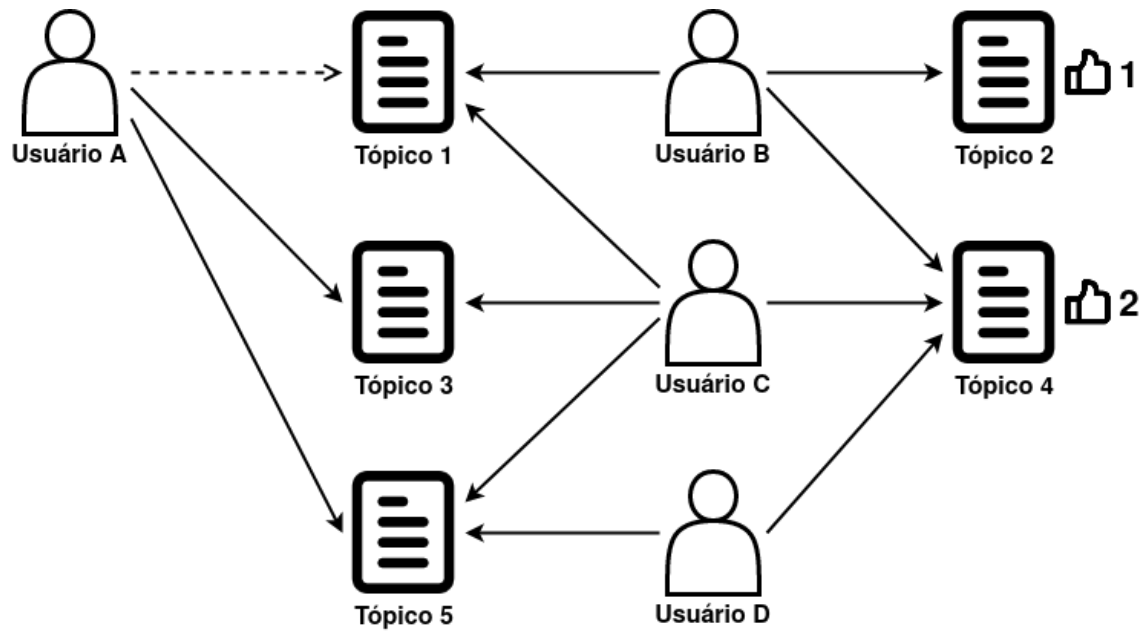 1
Usuário A
Tópico 1
Usuário B
Tópico 2
2
Tópico 3
Usuário C
Tópico 4
Tópico 5
Usuário D